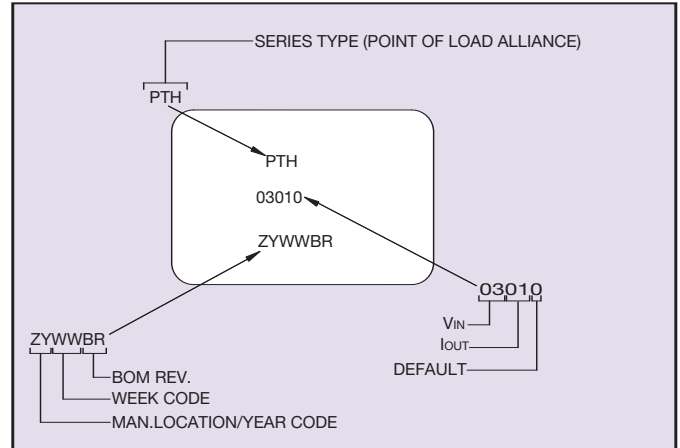 SERIES TYPE (POINT OF LOAD ALLIANCE)
PTH
PTH
03010
ZYWWBR
03010
VIN
IOUT
DEFAULT
ZYWWBR
BOM REV.
WEEK CODE
MAN.LOCATION/YEAR CODE